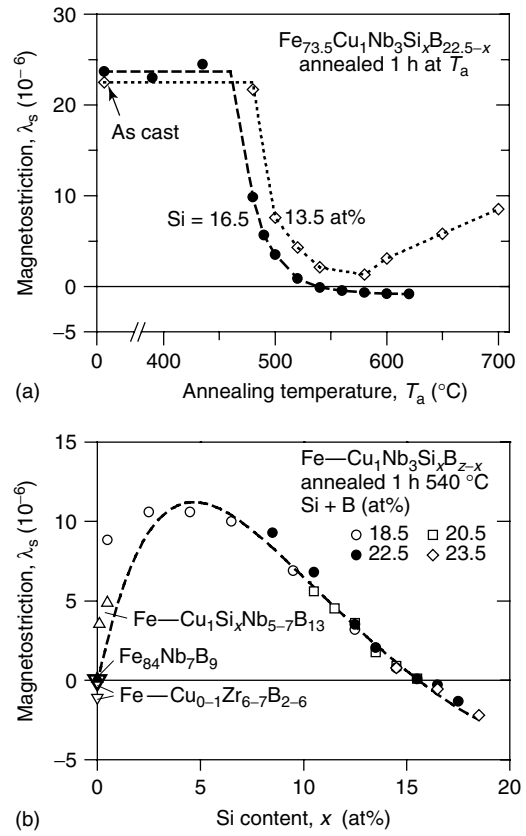 Fe73.5Cu1Nb3SixB22.5−x
annealed 1 h at Ta
Magnetostriction, λs (10−6)
30
20
10
0
−5
As cast
Si = 16.5
13.5 at%
0
400
500
600
700
(a)
Annealing temperature, Ta (°C)
Fe—Cu1Nb3SixBz−x
annealed 1 h 540 °C
Si + B (at%)
18.5
20.5
22.5
23.5
Magnetostriction, λs (10−6)
15
10
5
0
−5
Fe—Cu1SixNb5−7B13
Fe84Nb7B9
Fe—Cu0−1Zr6−7B2−6
0
5
10
15
20
(b)
Si content, x (at%)